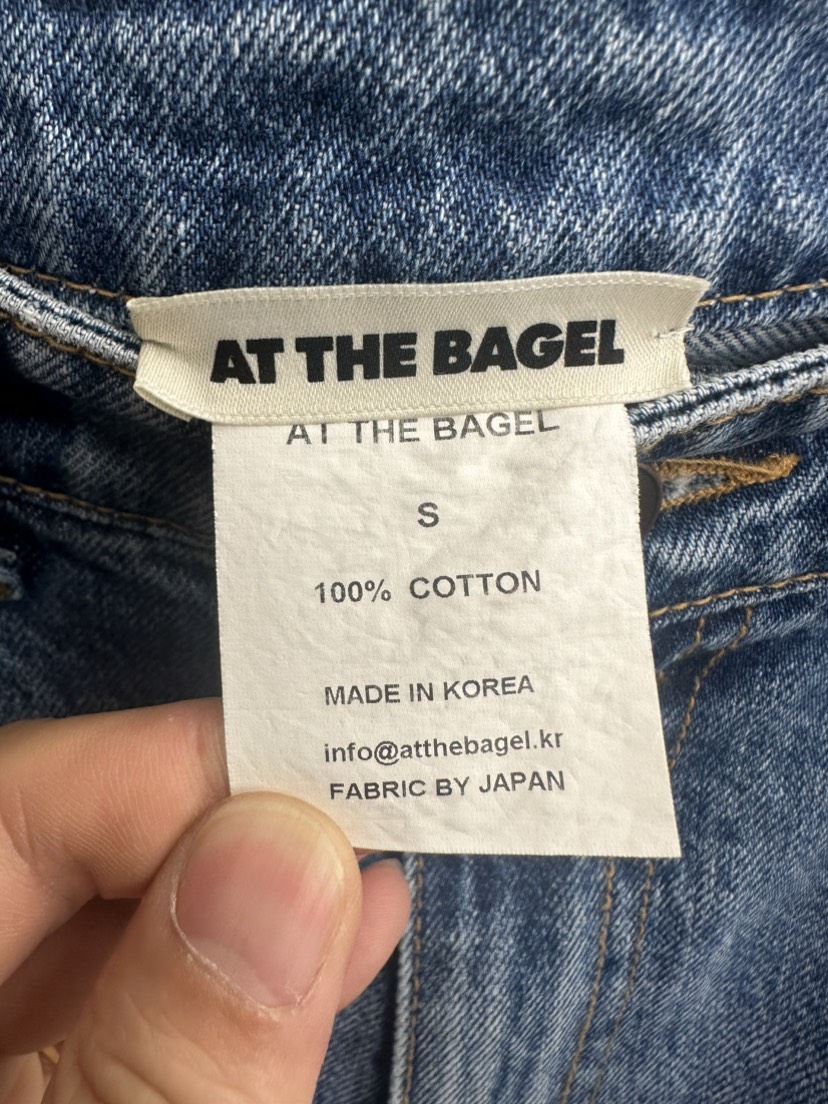 AT THE BAGEL
AT THE BAGEL
S
100% COTTON
MADE IN KOREA
info@atthebagel.kr
FABRIC BY JAPAN